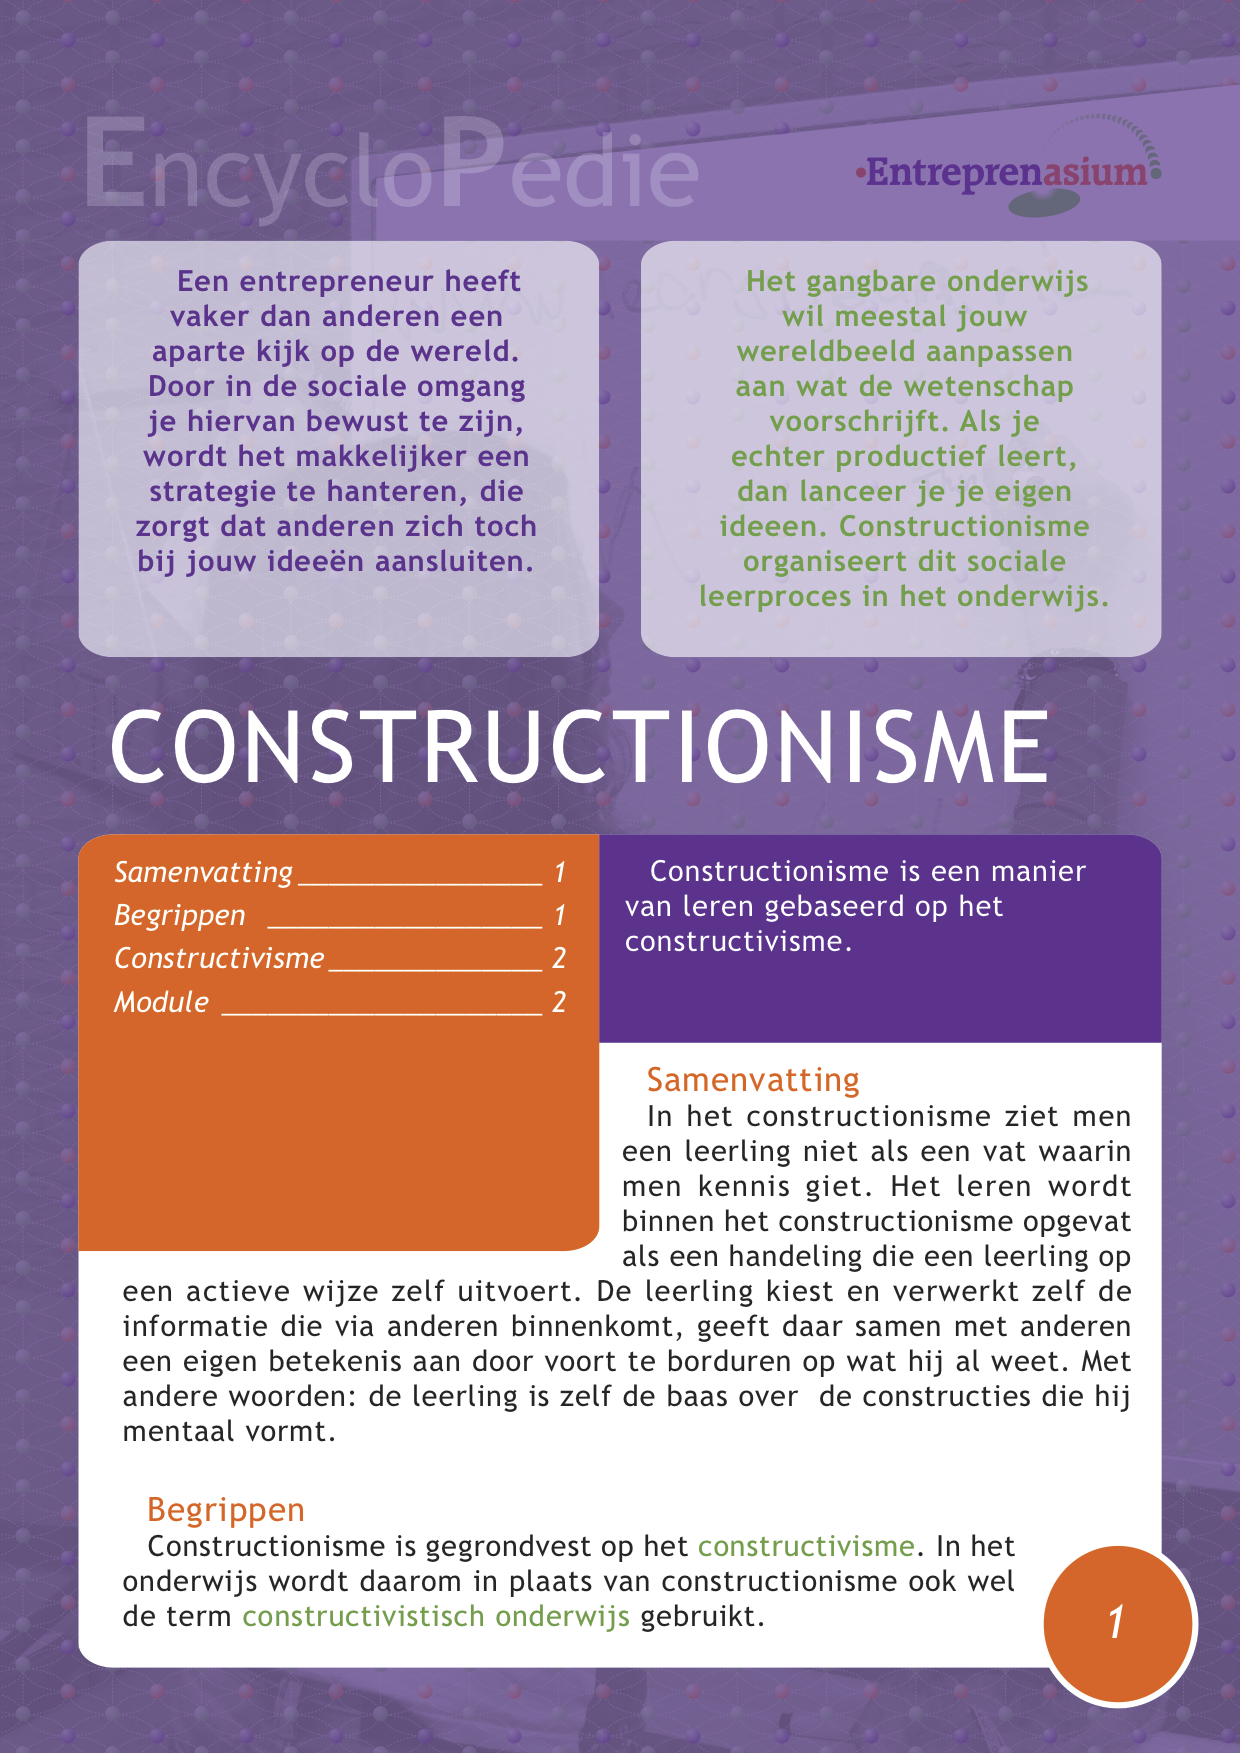 EncycloPedie
•Entreprenasium
Een entrepreneur heeft
vaker dan anderen een
aparte kijk op de wereld.
Door in de sociale omgang
je hiervan bewust te zijn,
wordt het makkelijker een
strategie te hanteren, die
zorgt dat anderen zich toch
bij jouw ideeën aansluiten.
Het gangbare onderwijs
wil meestal jouw
wereldbeeld aanpassen
aan wat de wetenschap
voorschrijft. Als je
echter productief leert,
dan lanceer je je eigen
ideeen. Constructionisme
organiseert dit sociale
leerproces in het onderwijs.
CONSTRUCTIONISME
Samenvatting ________________ 1
Begrippen __________________ 1
Constructivisme ______________ 2
Module _____________________ 2
Constructionisme is een manier
van leren gebaseerd op het
constructivisme.
Samenvatting
In het constructionisme ziet men
een leerling niet als een vat waarin
men kennis giet. Het leren wordt
binnen het constructionisme opgevat
als een handeling die een leerling op
een actieve wijze zelf uitvoert. De leerling kiest en verwerkt zelf de
informatie die via anderen binnenkomt, geeft daar samen met anderen
een eigen betekenis aan door voort te borduren op wat hij al weet. Met
andere woorden: de leerling is zelf de baas over de constructies die hij
mentaal vormt.
Begrippen
Constructionisme is gegrondvest op het constructivisme. In het
onderwijs wordt daarom in plaats van constructionisme ook wel
de term constructivistisch onderwijs gebruikt.
1